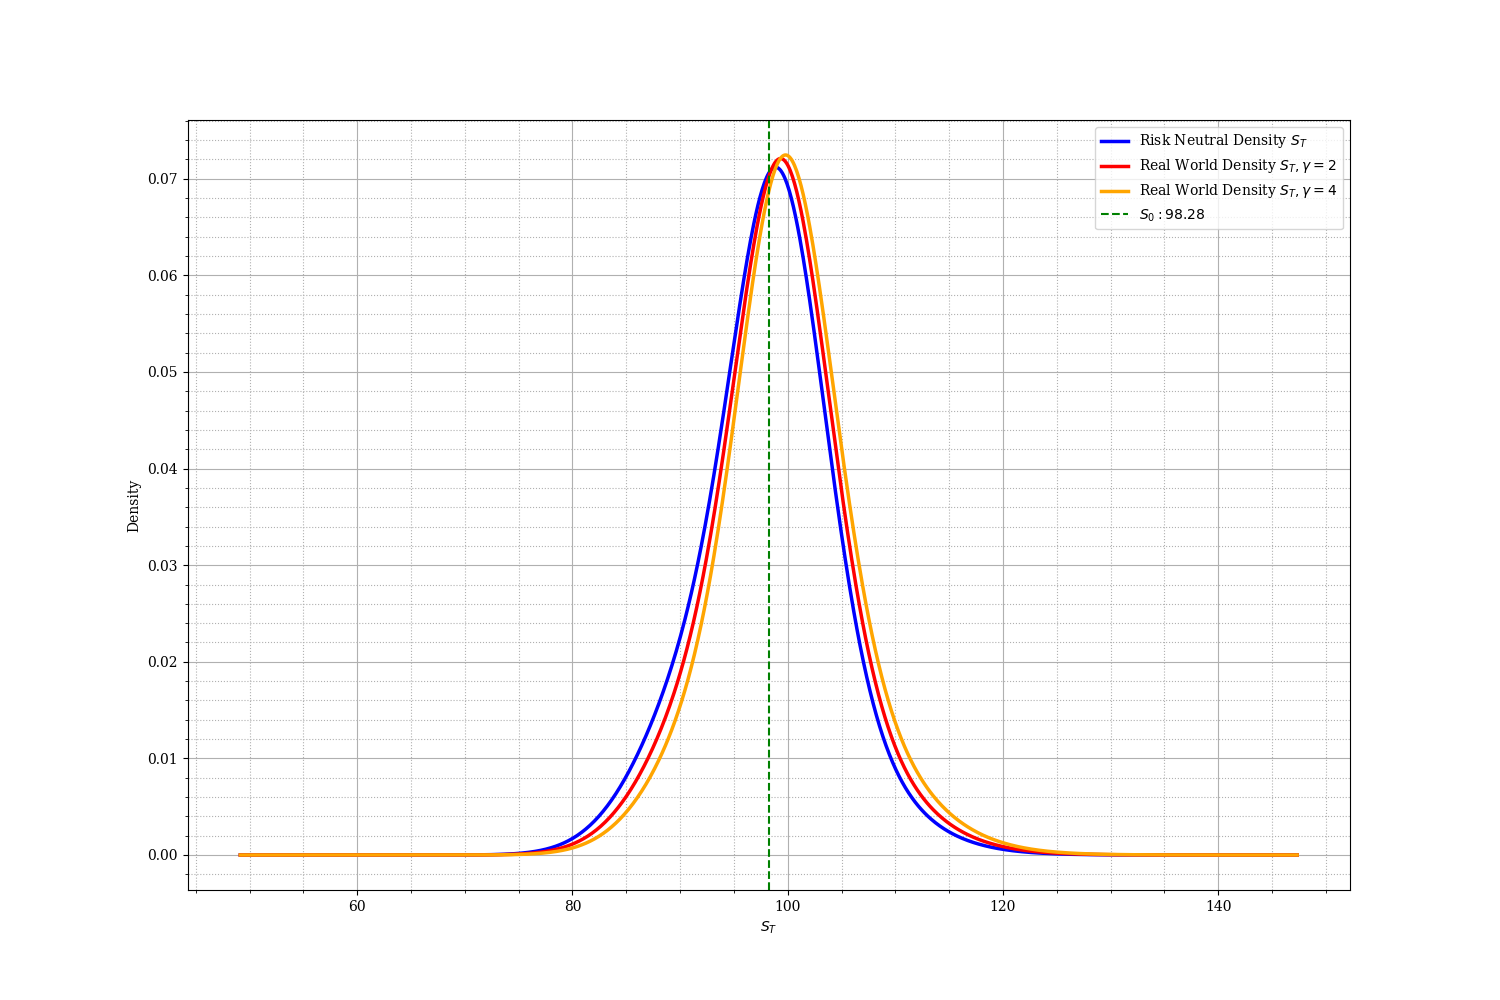 Risk Neutral Density S_T
Real World Density S_T, γ = 2
Real World Density S_T, γ = 4
S_0 : 98.28
0.07
0.06
0.05
0.04
0.03
0.02
0.01
0.00
Density
60 80 100 120 140
S_T